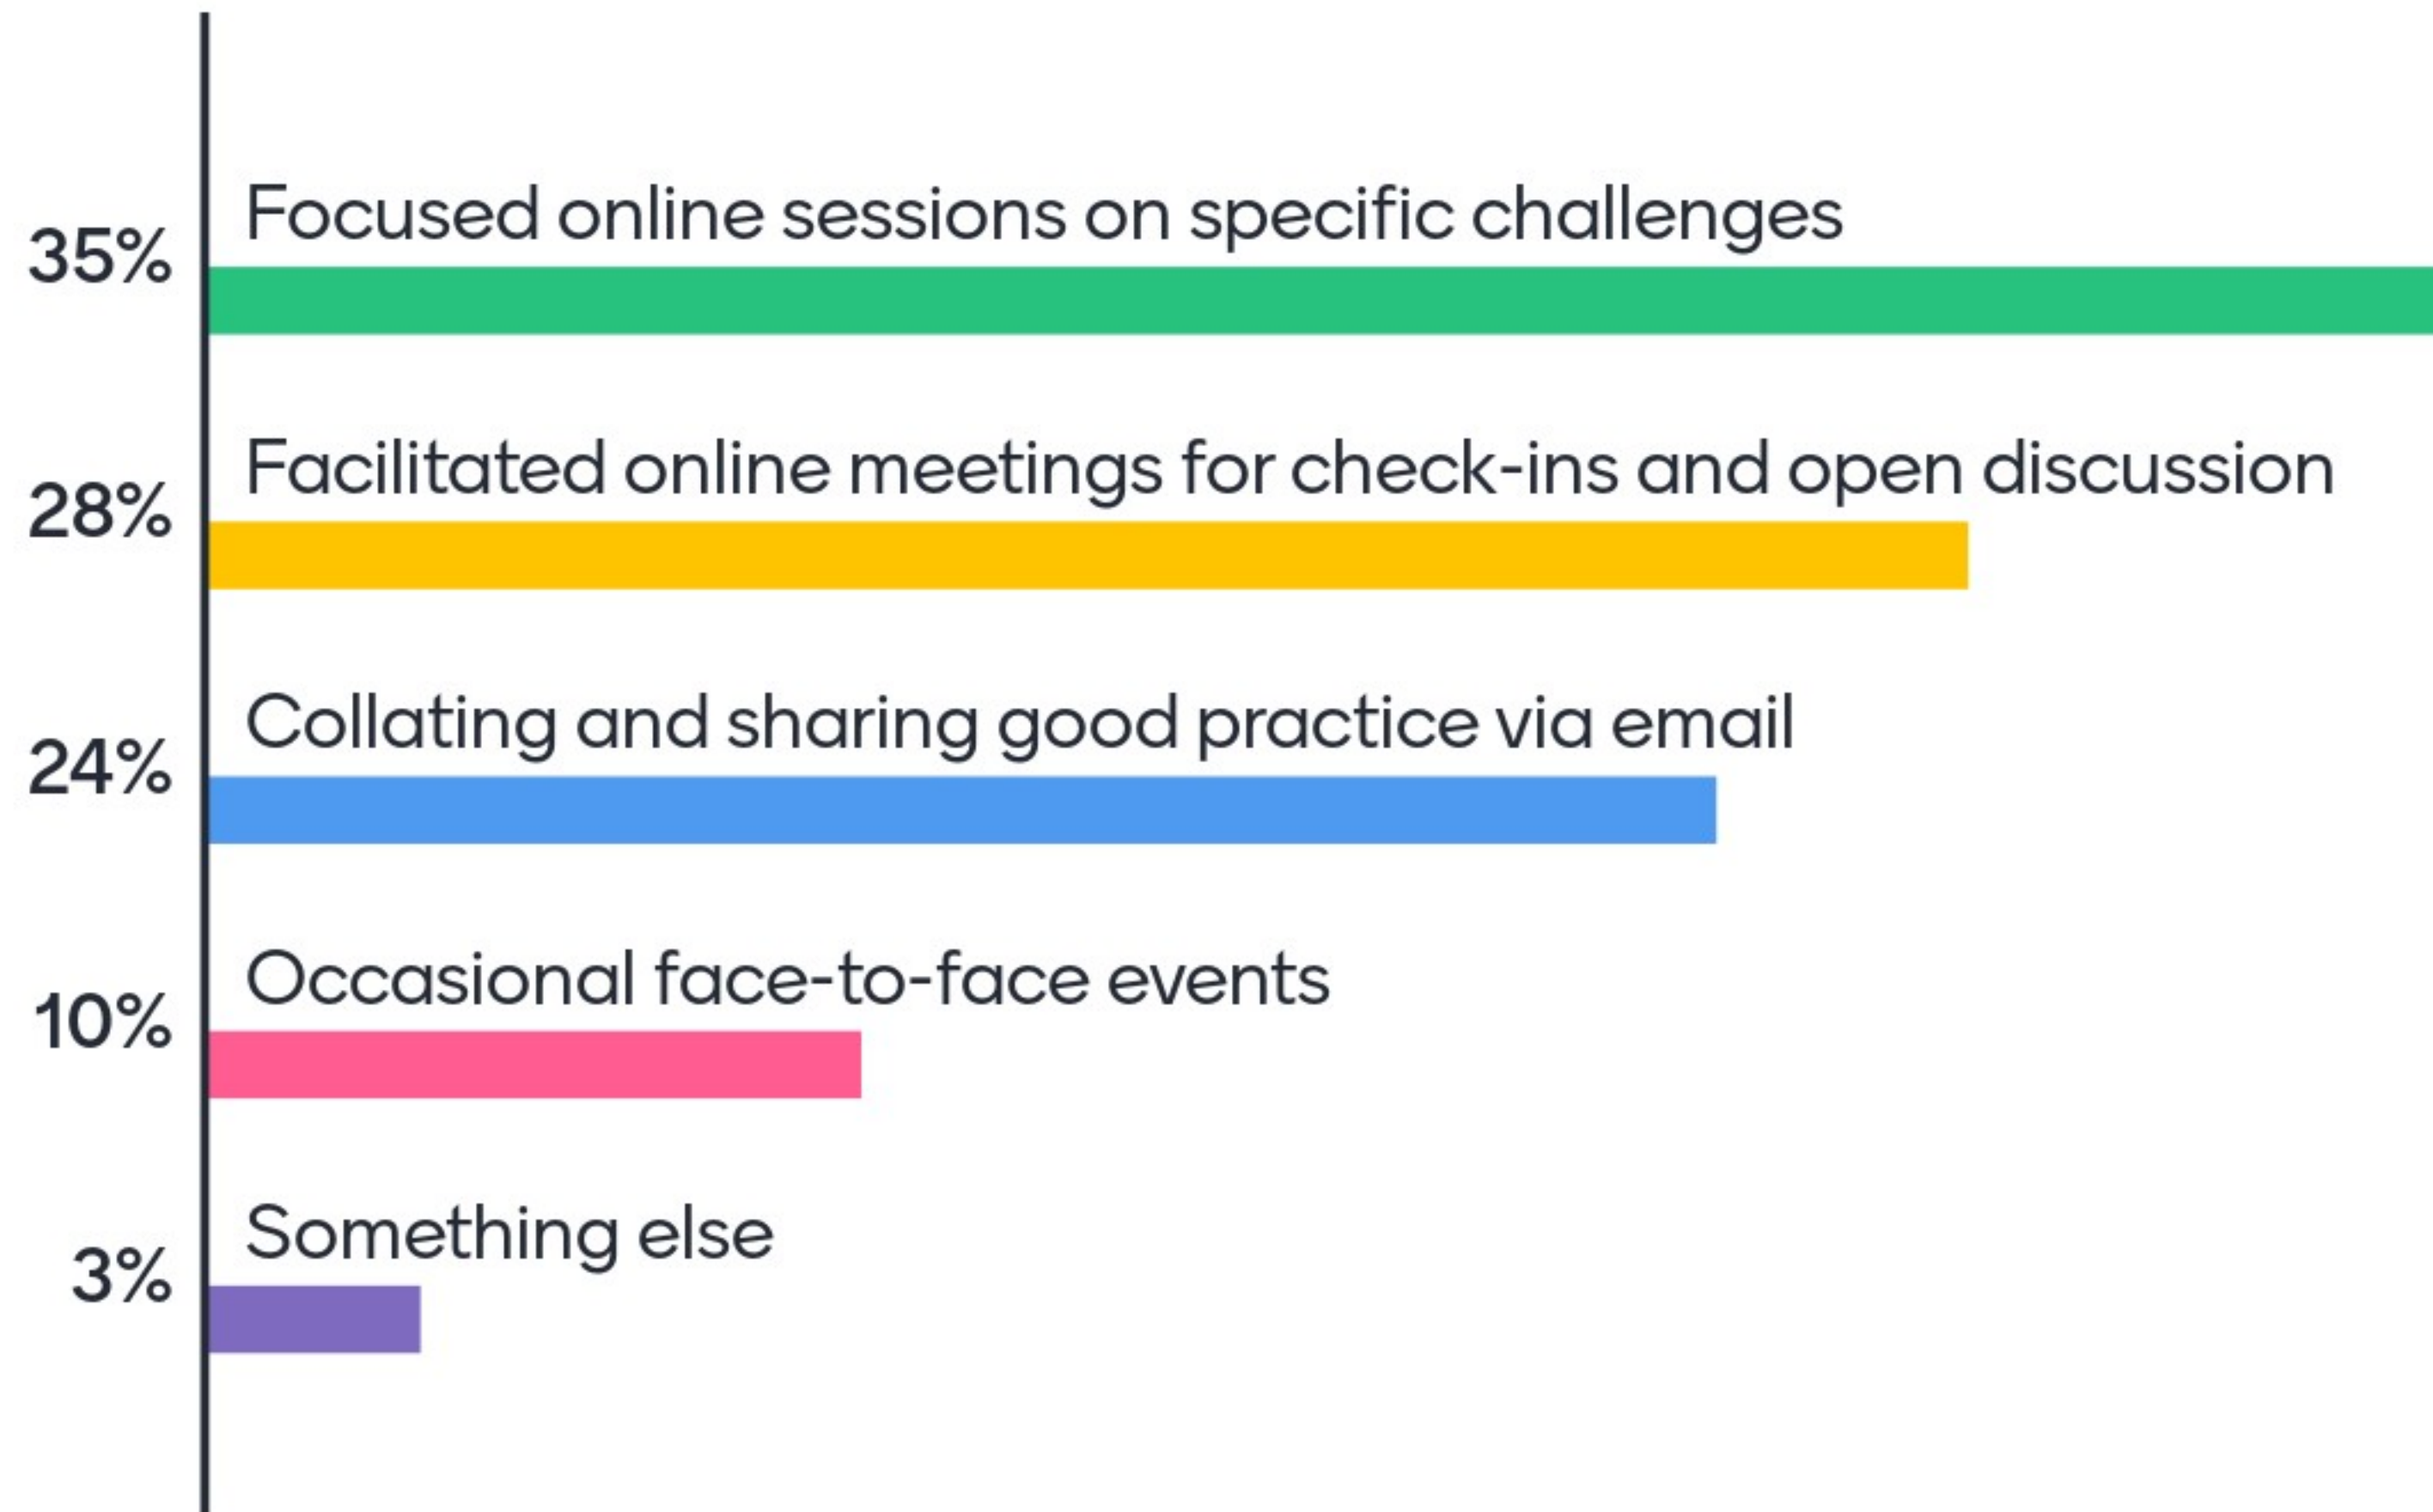 Focused online sessions on specific challenges
35%
Facilitated online meetings for check-ins and open discussion
28%
Collating and sharing good practice via email
24%
Occasional face-to-face events
10%
Something else
3%